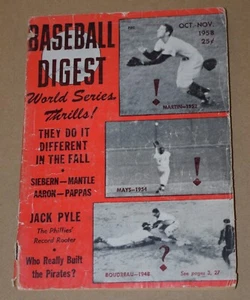 OCT. NOV.
1958
25¢
BASEBALL
DIGEST
World Series
Thrills!
THEY DO IT
DIFFERENT
IN THE FALL
SIEBERN-MANTLE
AARON-PAPPAS
JACK PYLE
The Phillies'
Record Rooter
Who Really Built
the Pirates?
!
MARTIN-1953
!
MAYS-1954
?
BOUDREAU-1948
See pages 5, 27